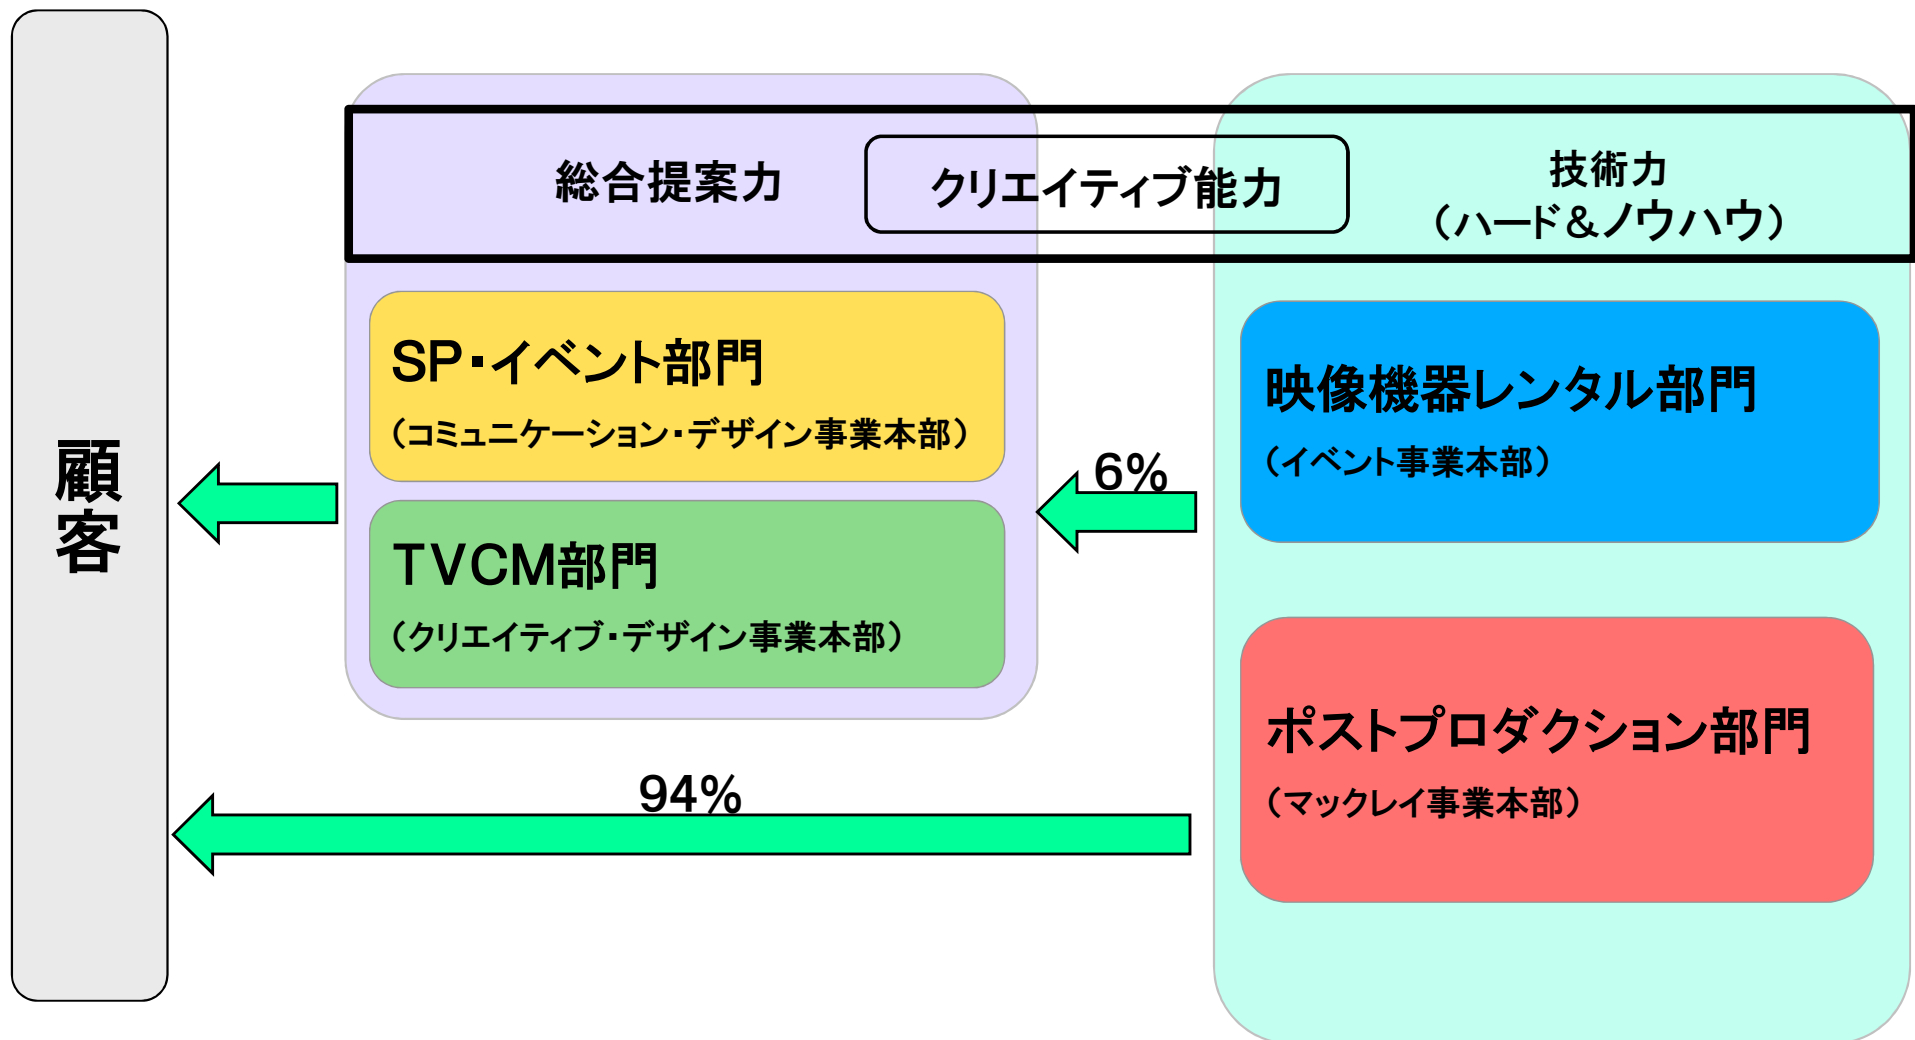 顧客
総合提案力
クリエイティブ能力
技術力
（ハード＆ノウハウ）
SP・イベント部門
（コミュニケーション・デザイン事業本部）
TVCM部門
（クリエイティブ・デザイン事業本部）
6%
映像機器レンタル部門
（イベント事業本部）
ポストプロダクション部門
（マックレイ事業本部）
94%